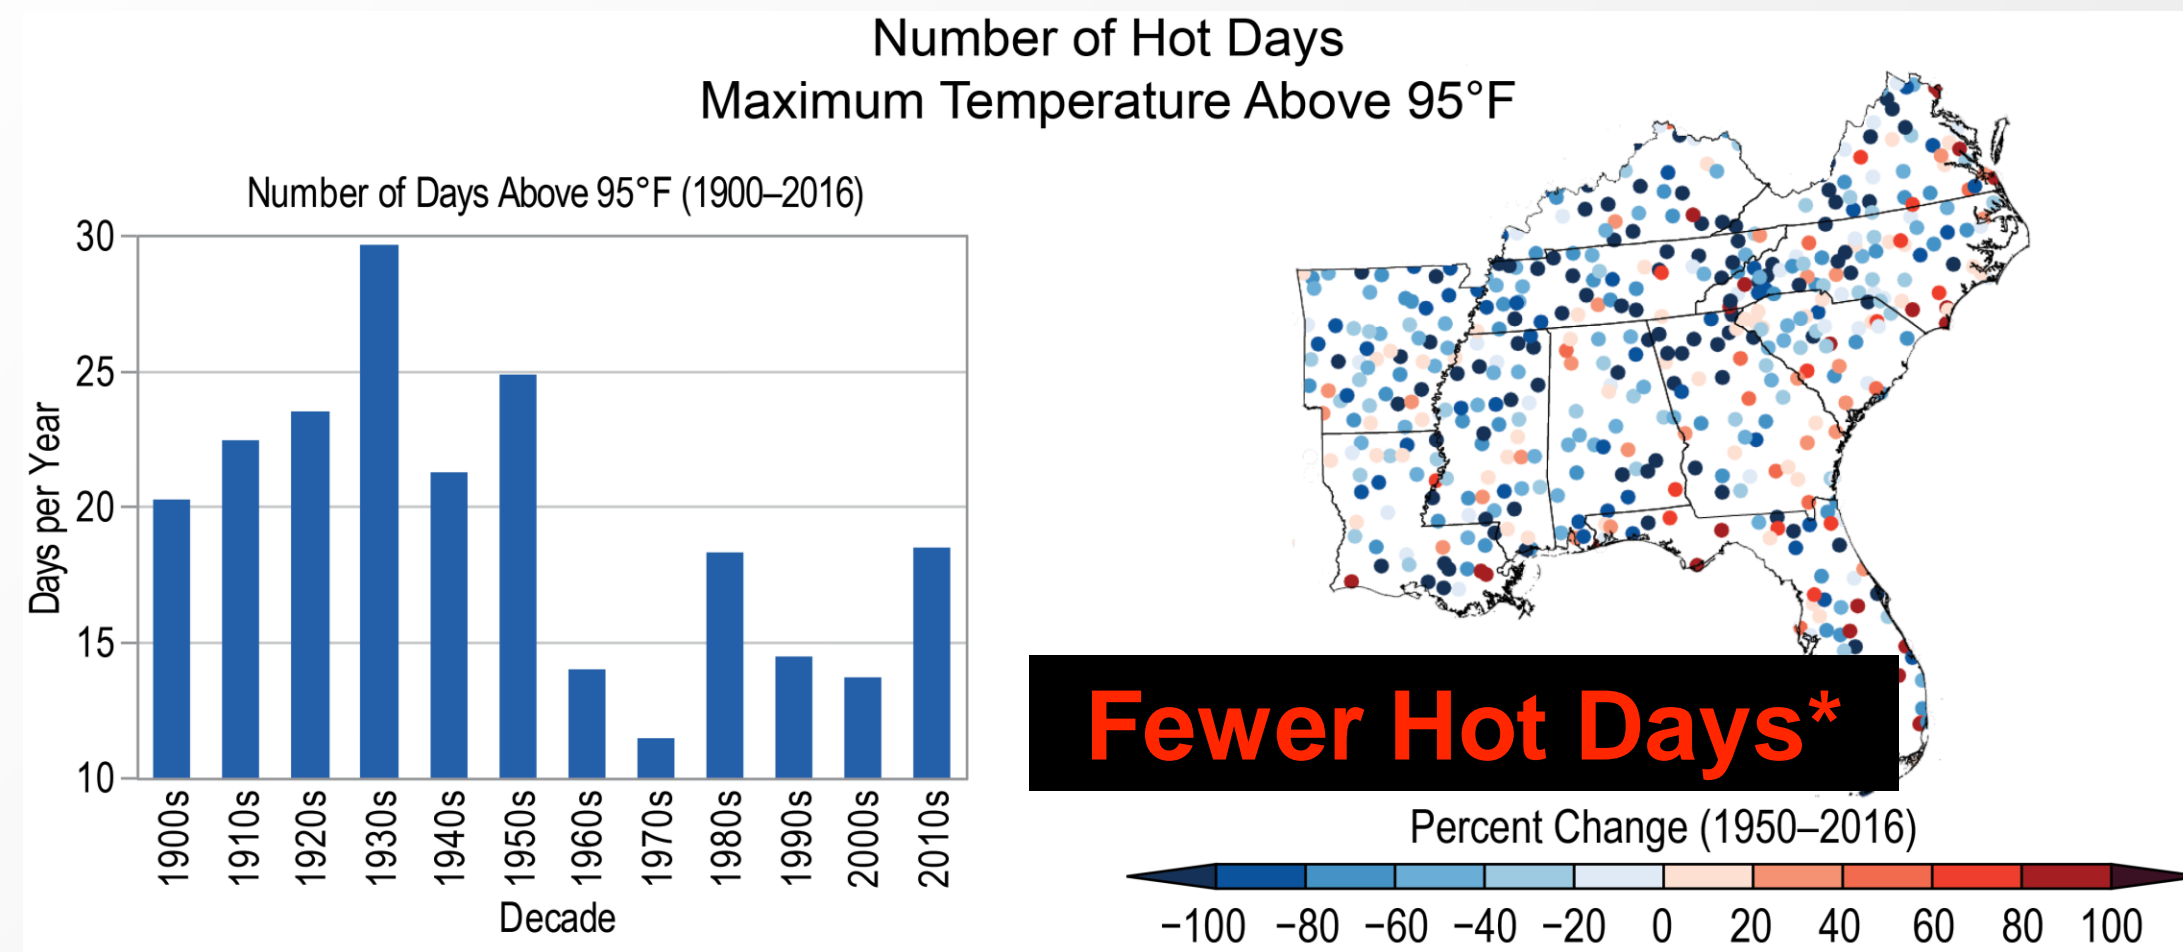 Number of Hot Days
Maximum Temperature Above 95°F
Number of Days Above 95°F (1900–2016)
Days per Year
30
25
20
15
10
1900s
1910s
1920s
1930s
1940s
1950s
1960s
1970s
1980s
1990s
2000s
2010s
Decade
Fewer Hot Days*
Percent Change (1950–2016)
−100 −80 −60 −40 −20 0 20 40 60 80 100